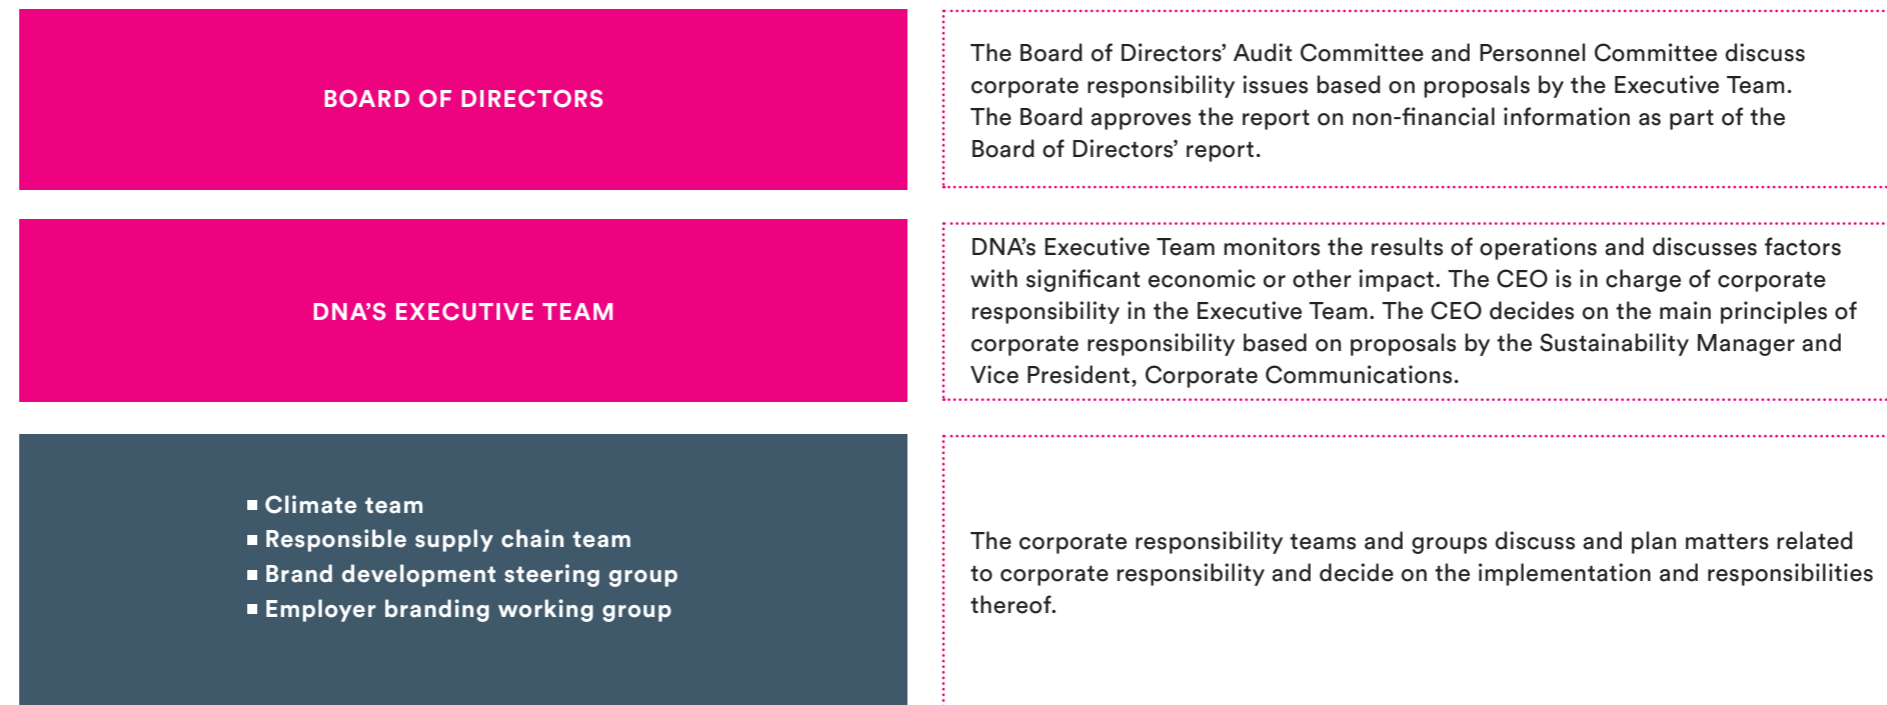 BOARD OF DIRECTORS
The Board of Directors’ Audit Committee and Personnel Committee discuss
corporate responsibility issues based on proposals by the Executive Team.
The Board approves the report on non-financial information as part of the
Board of Directors’ report.
DNA’S EXECUTIVE TEAM
DNA’s Executive Team monitors the results of operations and discusses factors
with significant economic or other impact. The CEO is in charge of corporate
responsibility in the Executive Team. The CEO decides on the main principles of
corporate responsibility based on proposals by the Sustainability Manager and
Vice President, Corporate Communications.
▪ Climate team
▪ Responsible supply chain team
▪ Brand development steering group
▪ Employer branding working group
The corporate responsibility teams and groups discuss and plan matters related
to corporate responsibility and decide on the implementation and responsibilities
thereof.